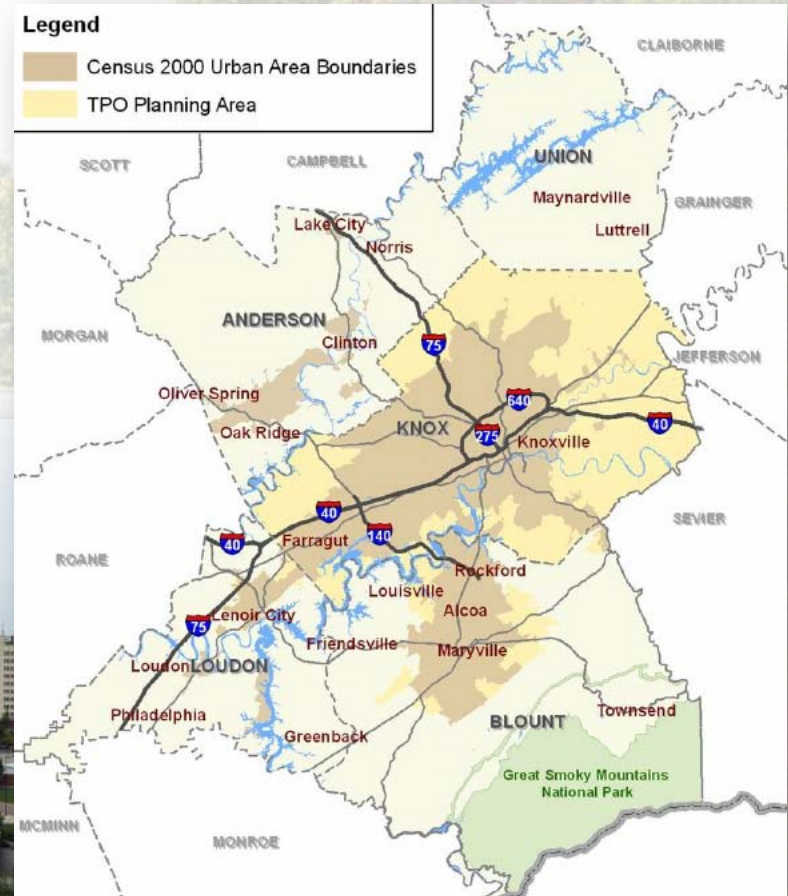 Legend
Census 2000 Urban Area Boundaries
TPO Planning Area
CLAIBORNE
SCOTT
CAMPBELL
UNION
Maynardville
GRAINGER
Luttrell
Lake City
Norris
ANDERSON
MORGAN
Clinton
75
JEFFERSON
Oliver Spring
640
Oak Ridge
KNOX
275
Knoxville
40
40
SEVIER
40
Farragut
140
ROANE
Rockford
Louisville
Alcoa
75
Lenoir City
Friendsville
Maryville
Loudon
LOUDON
Philadelphia
Townsend
BLOUNT
Greenback
Great Smoky Mountains
National Park
MCMINN
MONROE